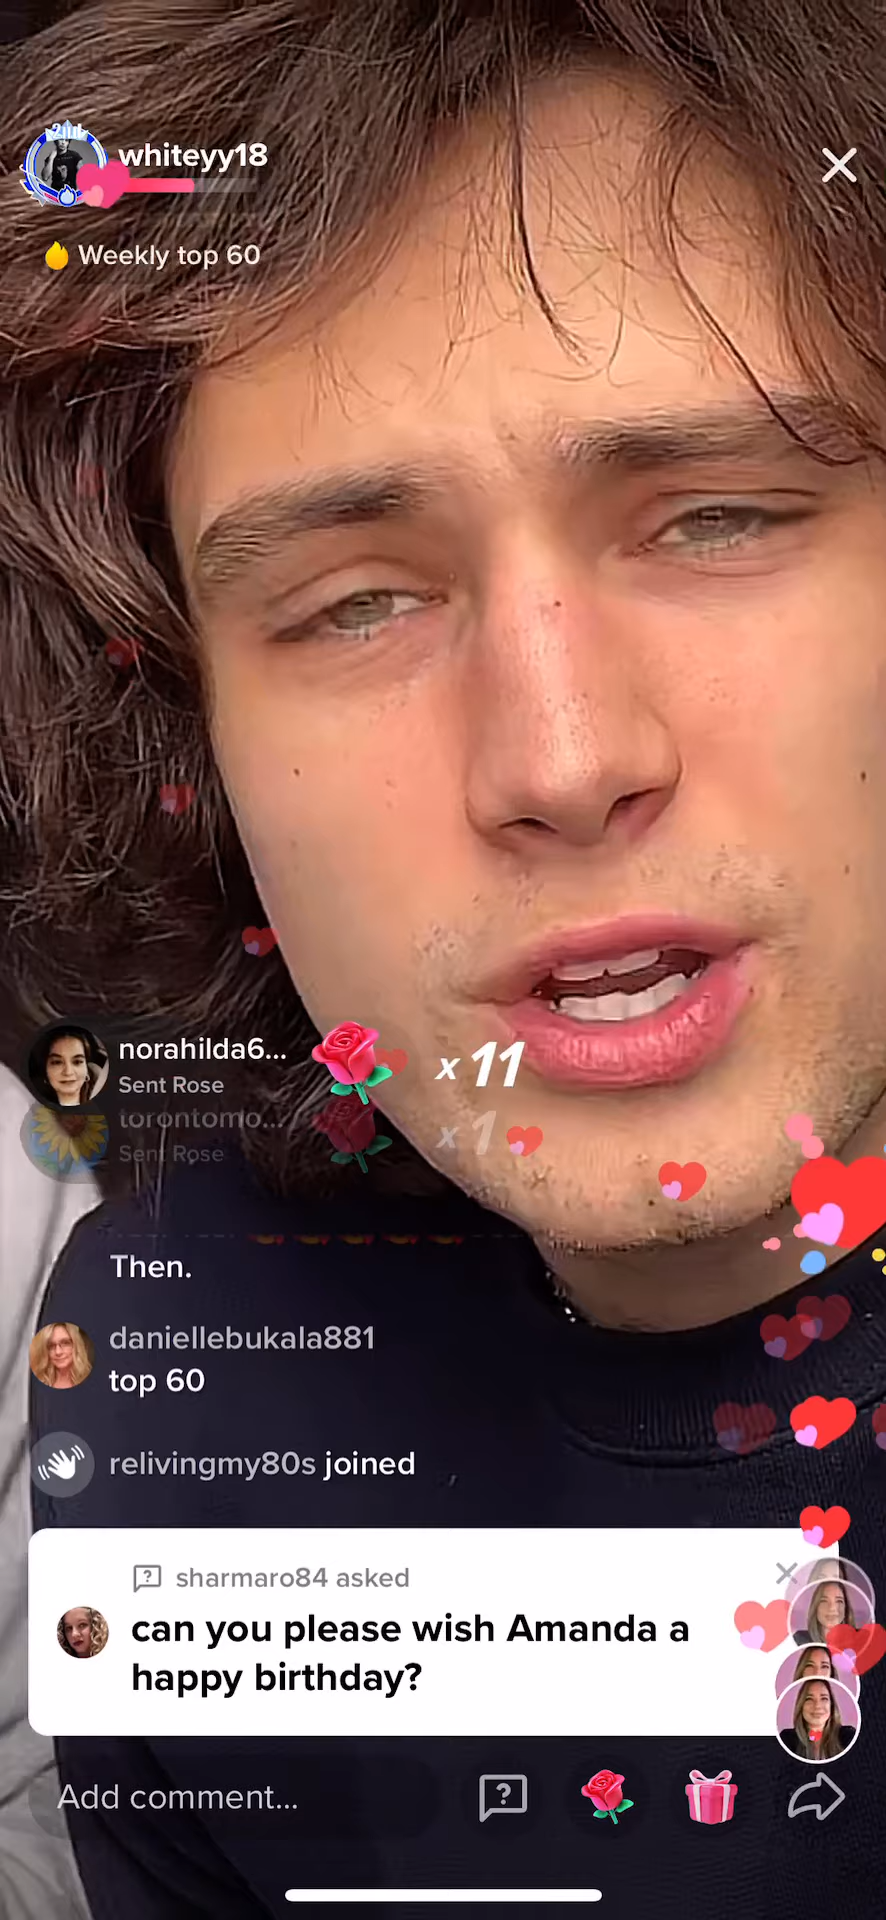 whiteyy18
Weekly top 60
norahilda6...
Sent Rose
x 11
torontomo...
Sent Rose
x 1
Then.
daniellebukala881
top 60
relivingmy80s joined
sharmaro84 asked
can you please wish Amanda a
happy birthday?
Add comment...